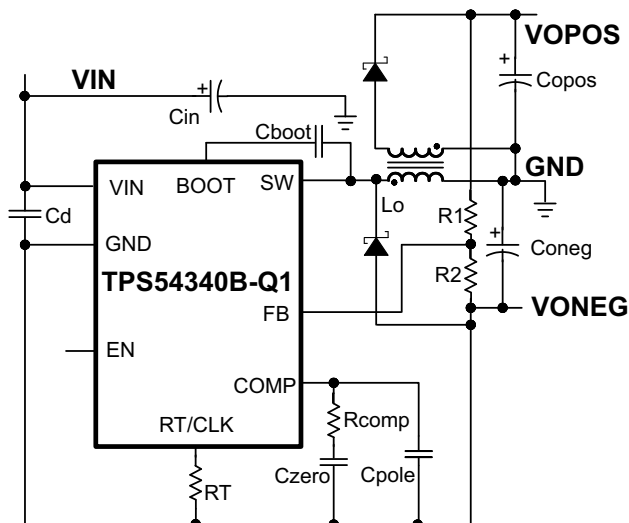 VOPOS
VIN
+
Copos
+
Cin
Cboot
GND
VIN
BOOT
SW
Lo
R1
Cd
GND
+
Coneg
TPS54340B-Q1
R2
FB
VONEG
EN
COMP
RT/CLK
Rcomp
RT
Czero
Cpole